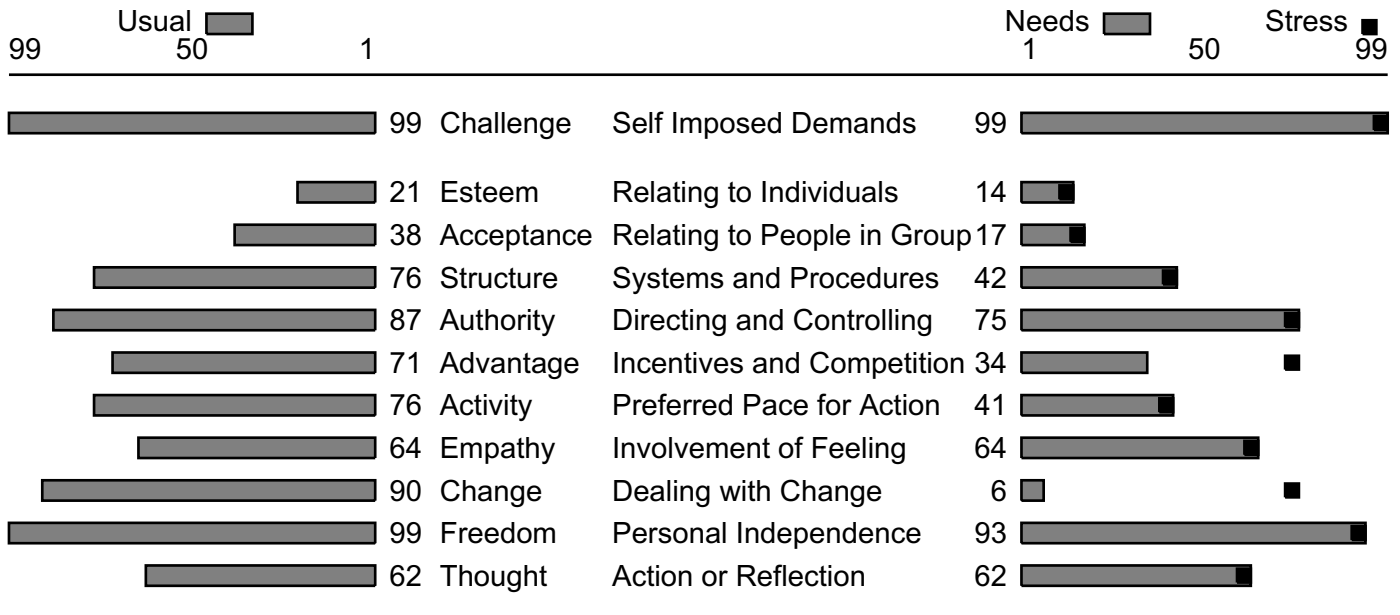 Usual Needs Stress
99 50 1 1 50 99
99 Challenge Self Imposed Demands 99
21 Esteem Relating to Individuals 14
38 Acceptance Relating to People in Group 17
76 Structure Systems and Procedures 42
87 Authority Directing and Controlling 75
71 Advantage Incentives and Competition 34
76 Activity Preferred Pace for Action 41
64 Empathy Involvement of Feeling 64
90 Change Dealing with Change 6
99 Freedom Personal Independence 93
62 Thought Action or Reflection 62